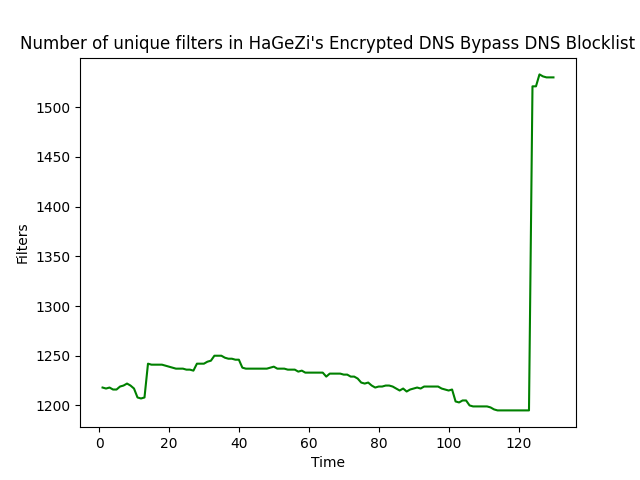 Number of unique filters in HaGeZi's Encrypted DNS Bypass DNS Blocklist
1500
1450
1400
1350
1300
1250
1200
Filters
0 20 40 60 80 100 120
Time